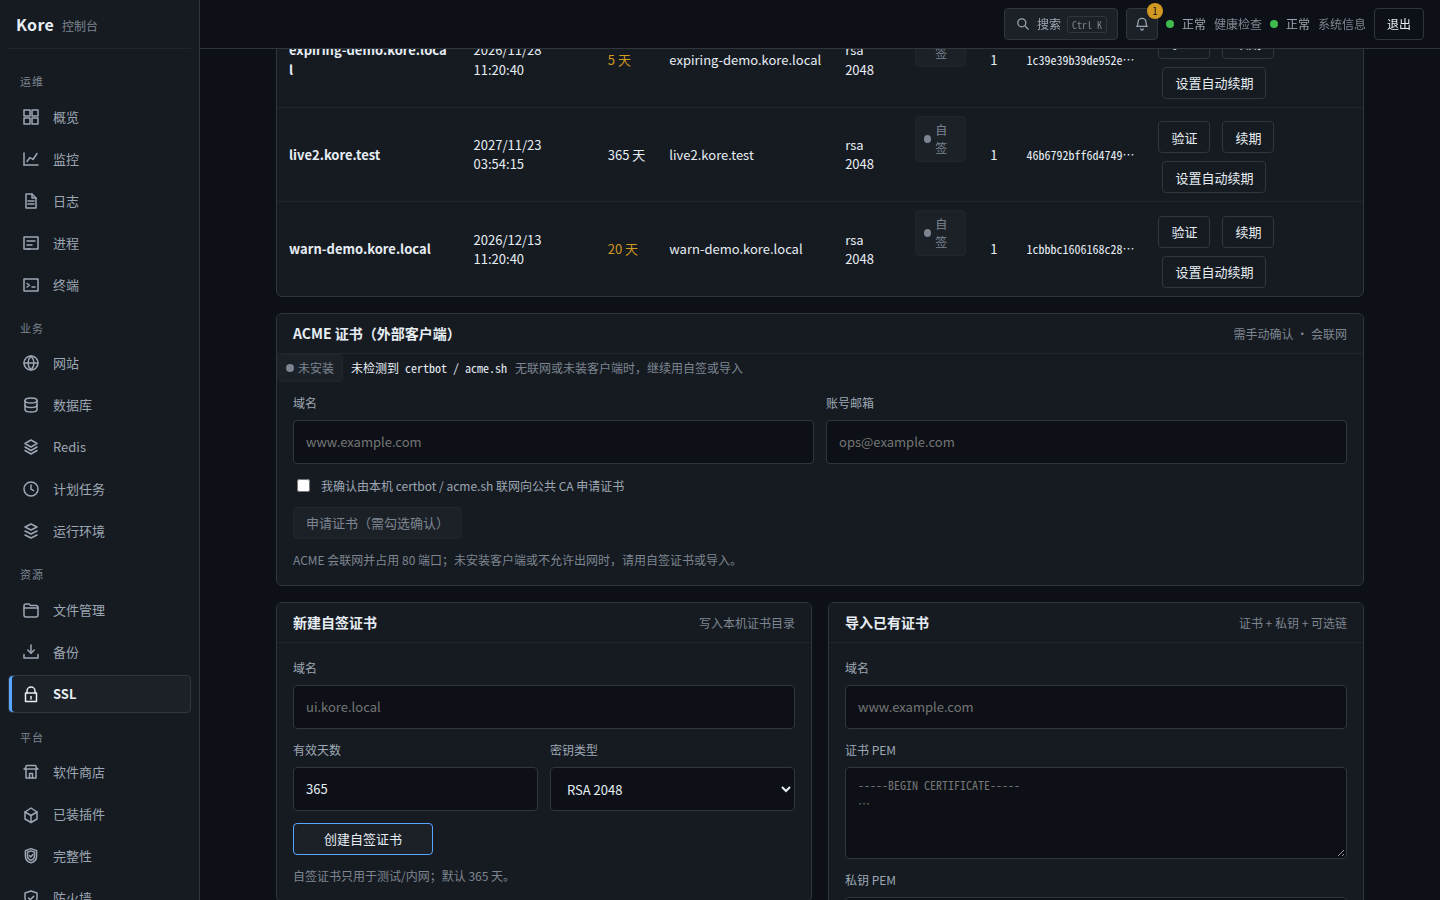 Kore 控制台
搜索 Ctrl K
1
正常 健康检查
正常 系统信息
退出
运维
概览
监控
日志
进程
终端
业务
网站
数据库
Redis
计划任务
运行环境
资源
文件管理
备份
SSL
平台
软件商店
已装插件
完整性
防火墙
expiring-demo.kore.loca
l
2026/11/28
11:20:40
5 天
expiring-demo.kore.local
rsa
2048
签
1
1c39e39b39de952e…
验证
续期
设置自动续期
live2.kore.test
2027/11/23
03:54:15
365 天
live2.kore.test
rsa
2048
自
签
1
46b6792bff6d4749…
验证
续期
设置自动续期
warn-demo.kore.local
2026/12/13
11:20:40
20 天
warn-demo.kore.local
rsa
2048
自
签
1
1cbbbc1606168c28…
验证
续期
设置自动续期
ACME 证书（外部客户端）
需手动确认 · 会联网
未安装 未检测到 certbot / acme.sh 无联网或未装客户端时，继续用自签或导入
域名
www.example.com
账号邮箱
ops@example.com
我确认由本机 certbot / acme.sh 联网向公共 CA 申请证书
申请证书（需勾选确认）
ACME 会联网并占用 80 端口；未安装客户端或不允许出网时，请用自签证书或导入。
新建自签证书
写入本机证书目录
域名
ui.kore.local
有效天数
365
密钥类型
RSA 2048
创建自签证书
自签证书只用于测试/内网；默认 365 天。
导入已有证书
证书 + 私钥 + 可选链
域名
www.example.com
证书 PEM
-----BEGIN CERTIFICATE-----
…
私钥 PEM